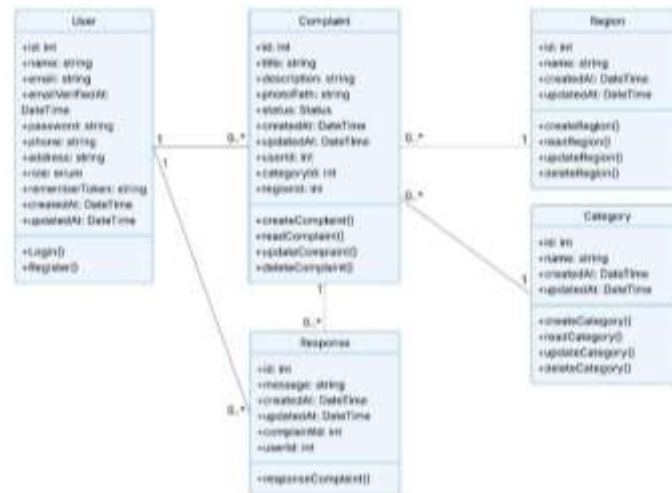 User
+id: int
+name: string
+email: string
+emailVerifiedAt:
DateTime
+password: string
+phone: string
+address: string
+role: enum
+rememberToken: string
+createdAt: DateTime
+updatedAt: DateTime
+Login()
+Register()
Complaint
+id: int
+title: string
+description: string
+photoPath: string
+status: Status
+createdAt: DateTime
+updatedAt: DateTime
+userId: int
+categoryId: int
+regionId: int
+createComplaint()
+readComplaint()
+updateComplaint()
+deleteComplaint()
Region
+id: int
+name: string
+createdAt: DateTime
+updatedAt: DateTime
+createRegion()
+readRegion()
+updateRegion()
+deleteRegion()
Category
+id: int
+name: string
+createdAt: DateTime
+updatedAt: DateTime
+createCategory()
+readCategory()
+updateCategory()
+deleteCategory()
Response
+id: int
+message: string
+createdAt: DateTime
+updatedAt: DateTime
+complaintId: int
+userId: int
+responseComplaint()
1
0..*
1
0..*
0..*
1
0..*
1
1
0..*